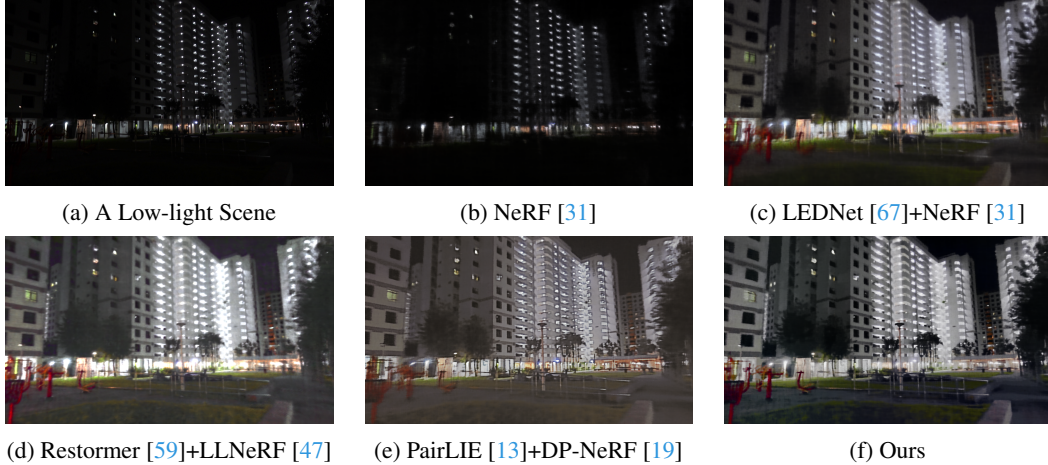 (a) A Low-light Scene
(b) NeRF [31]
(c) LEDNet [67]+NeRF [31]
(d) Restormer [59]+LLNeRF [47]
(e) PairLIE [13]+DP-NeRF [19]
(f) Ours